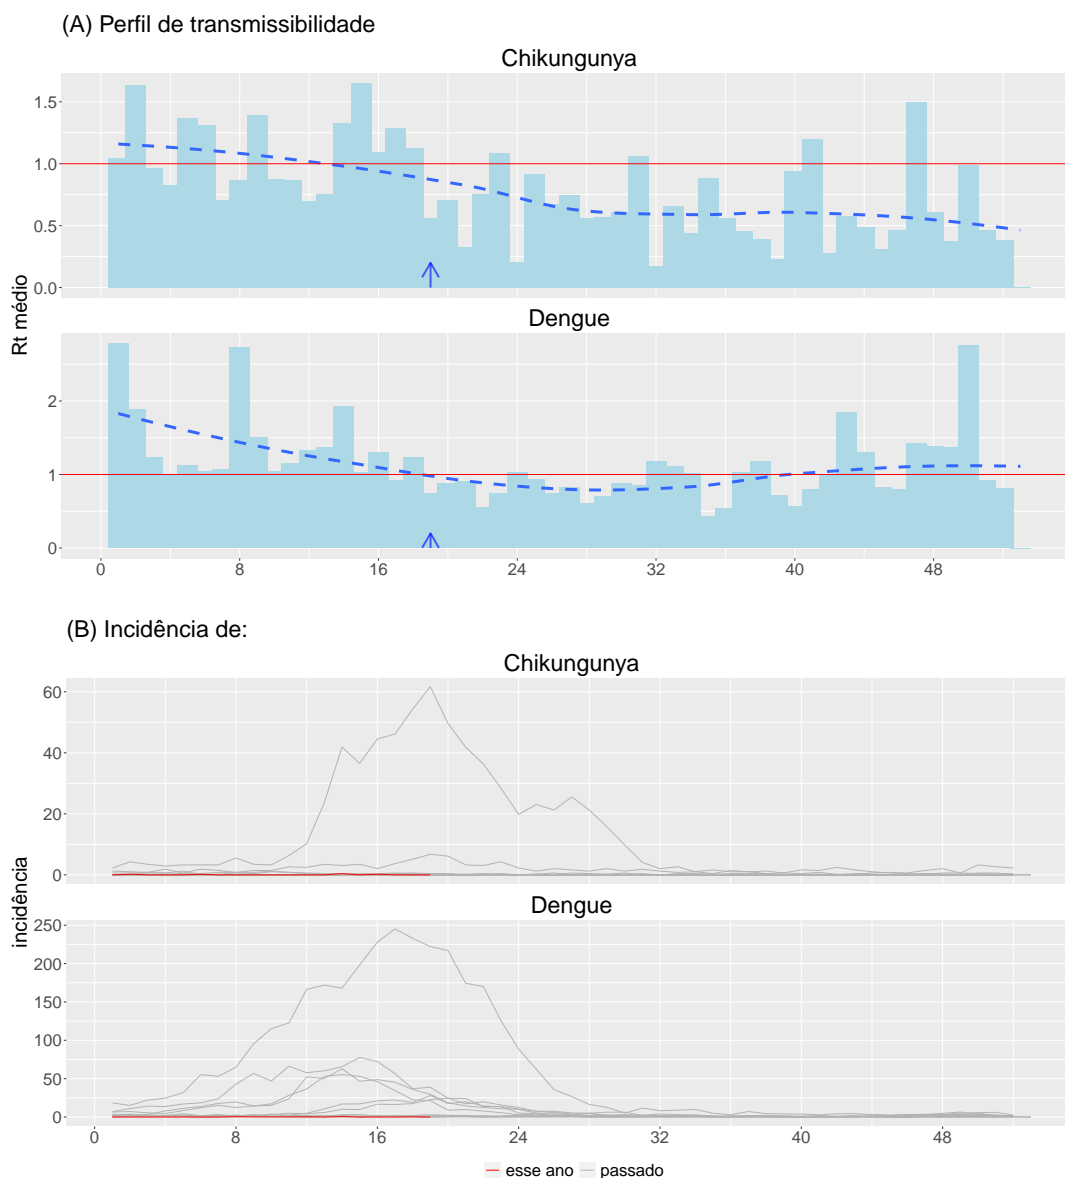 (A) Perfil de transmissibilidade
Chikungunya
1.5
1.0
0.5
0.0
Rt médio
Dengue
2
1
0
0 8 16 24 32 40 48
(B) Incidência de:
Chikungunya
60
40
20
0
incidência
Dengue
250
200
150
100
50
0
0 8 16 24 32 40 48
esse ano passado